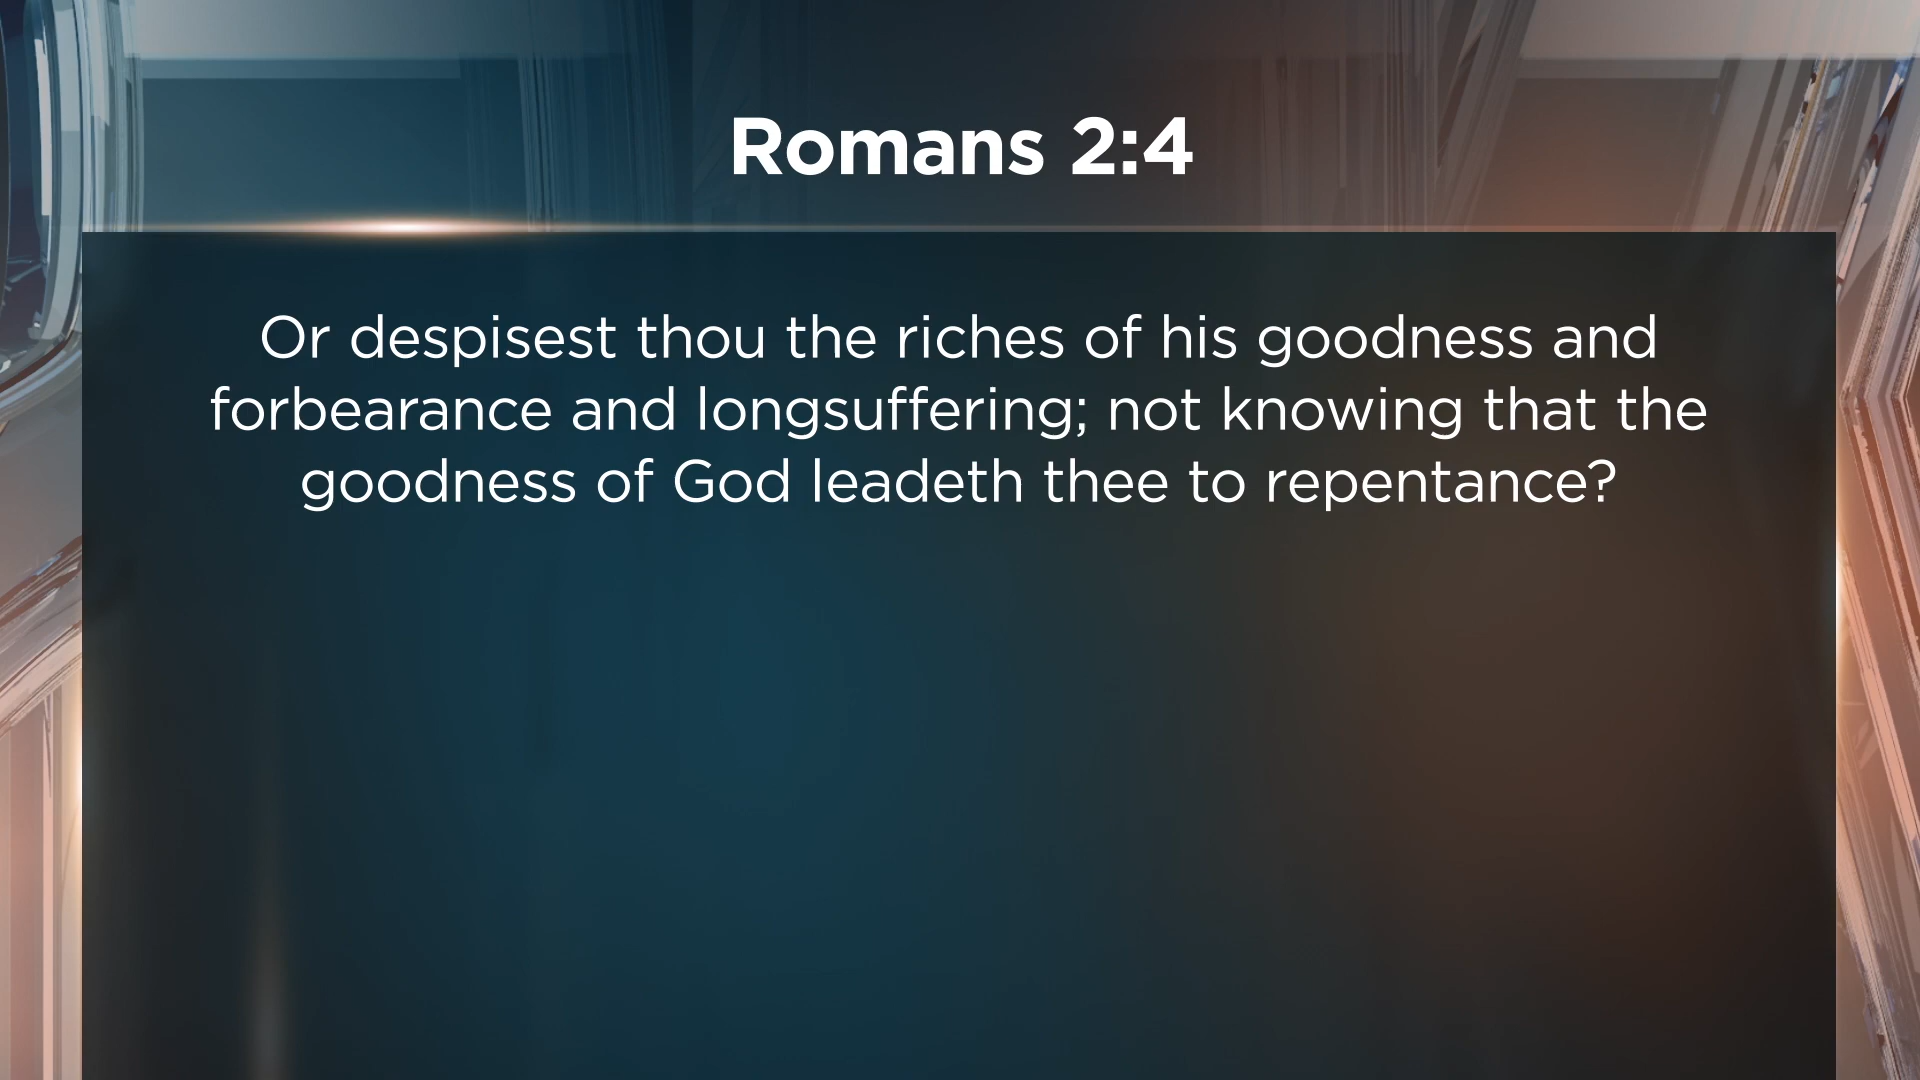 Romans 2:4
Or despisest thou the riches of his goodness and
forbearance and longsuffering; not knowing that the
goodness of God leadeth thee to repentance?